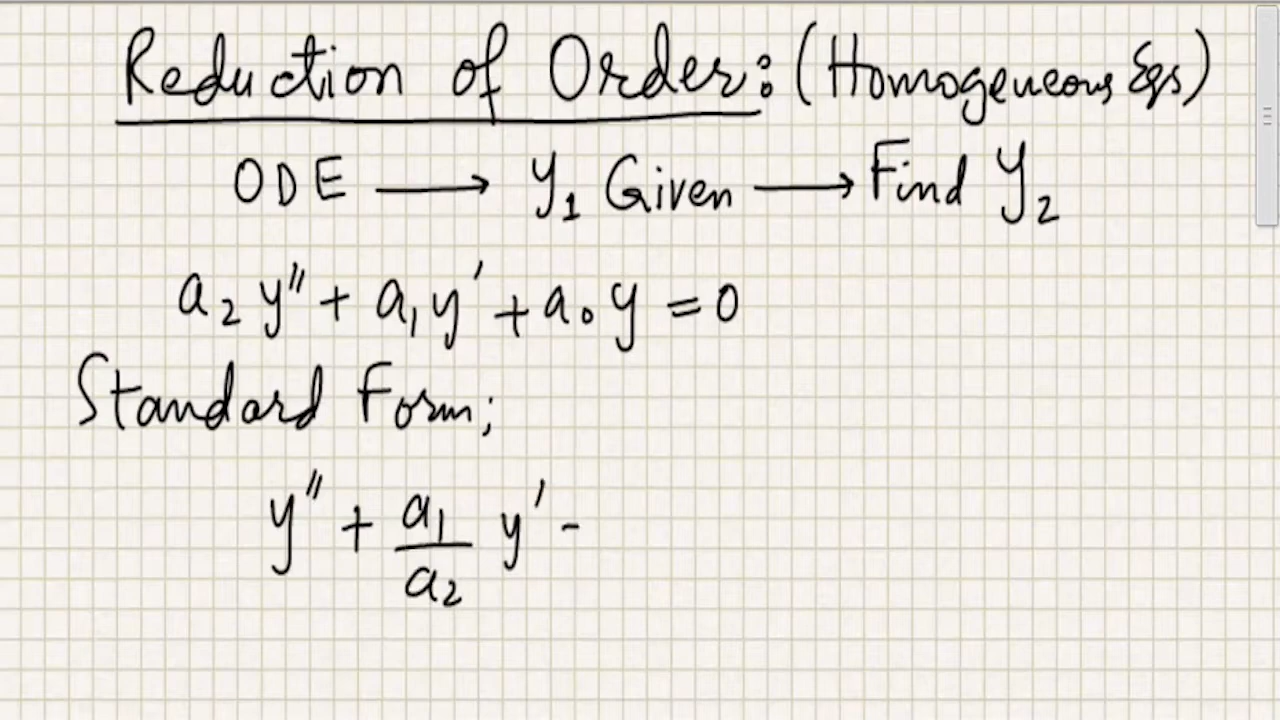 Reduction of Order: (Homogeneous Eqs)
ODE → y₁ Given → Find y₂
a₂ y'' + a₁ y' + a₀ y = 0
Standard Form;
y'' + a₁/a₂ y' -